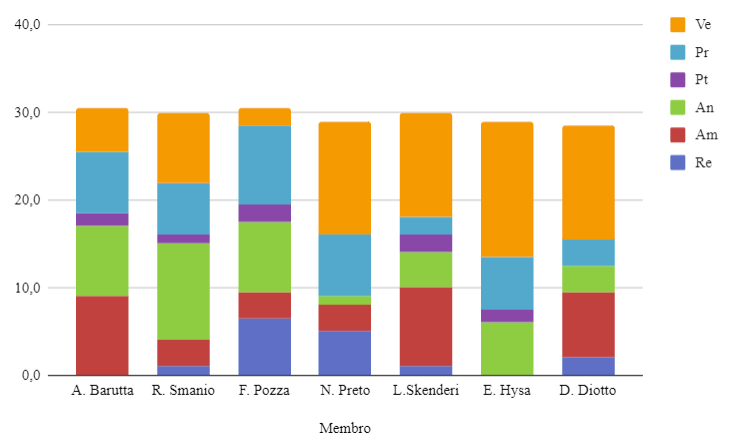 40,0
30,0
20,0
10,0
0,0
A. Barutta R. Smanio F. Pozza N. Preto L.Skenderi E. Hysa D. Diotto
Membro
Ve
Pr
Pt
An
Am
Re